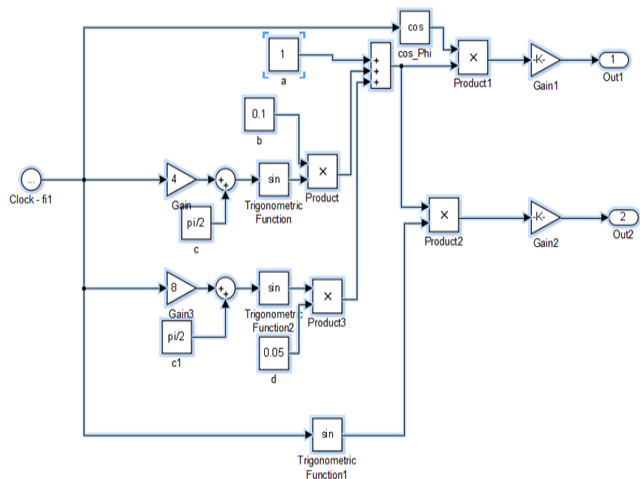 cos
cos_Phi
1
a
×
Product1
-K-
Gain1
1
Out1
0.1
b
...
Clock - fi1
4
Gain
sin
Trigonometric
Function
×
Product
pi/2
c
×
Product2
-K-
Gain2
2
Out2
8
Gain3
sin
Trigonometric
Function2
×
Product3
pi/2
c1
0.05
d
sin
Trigonometric
Function1